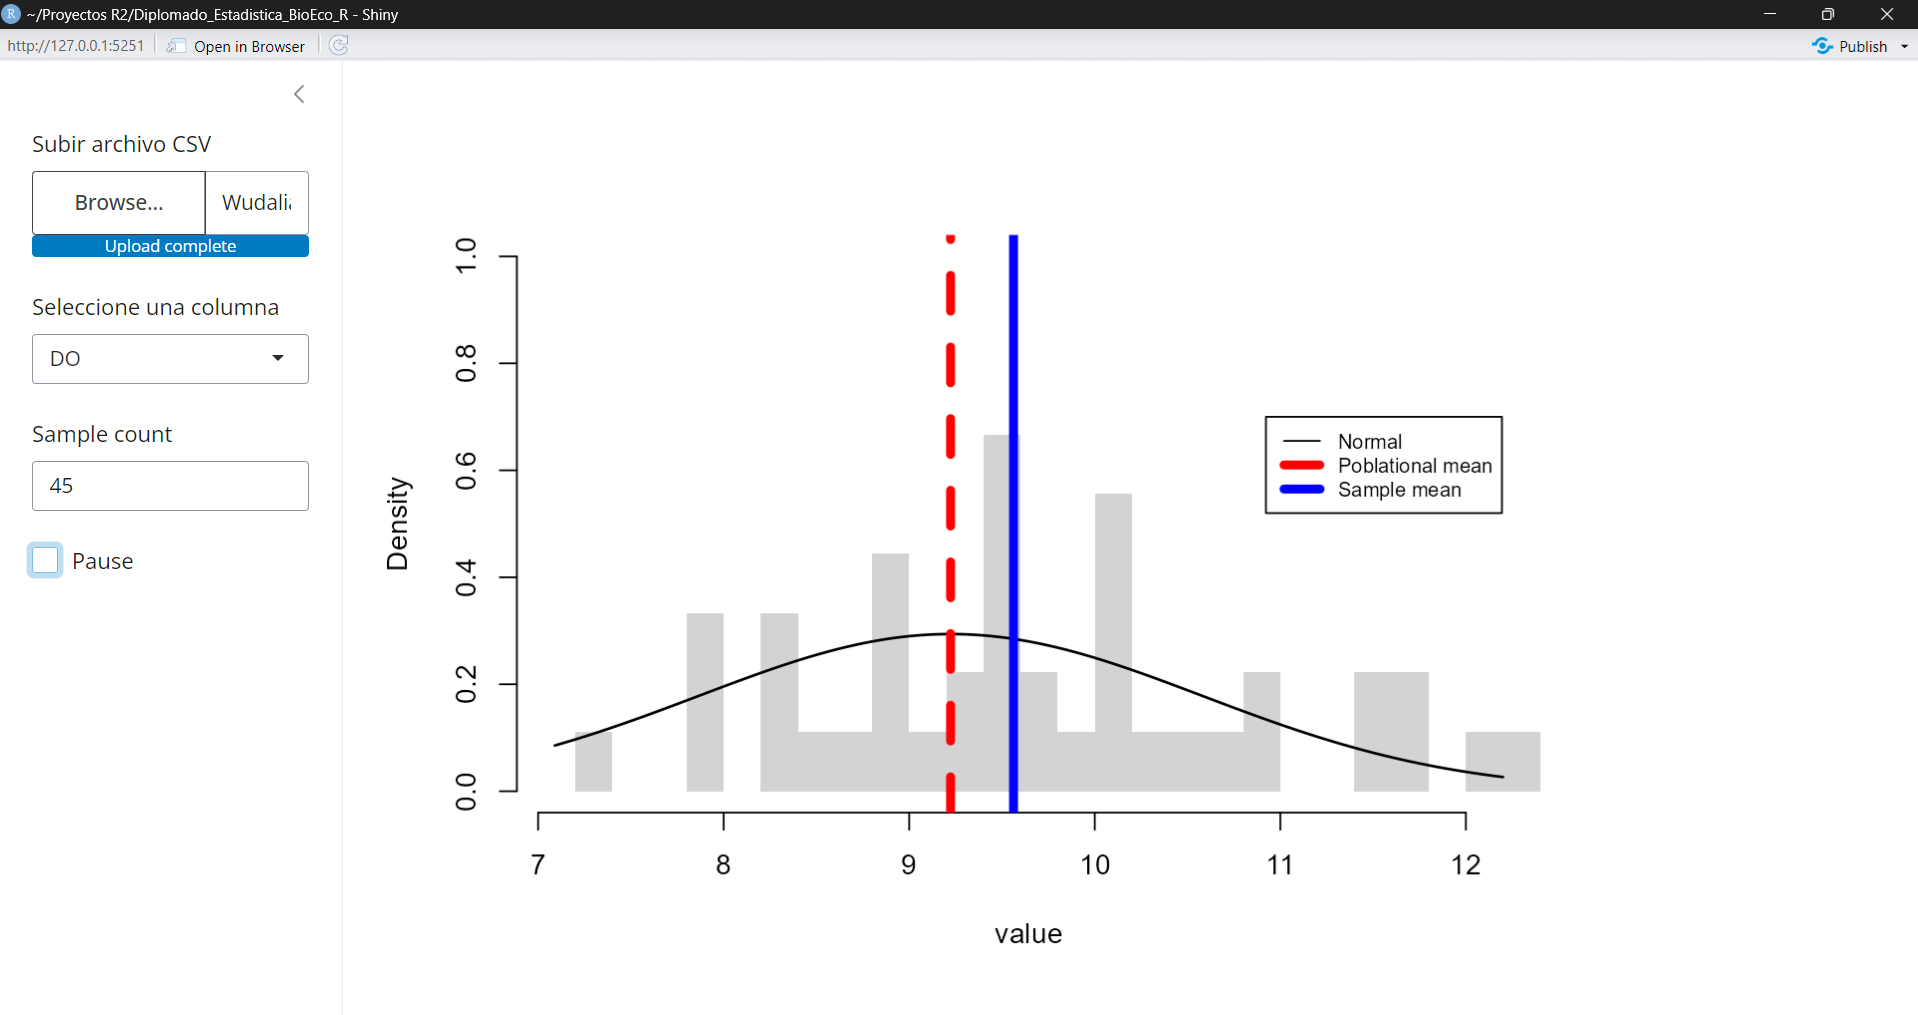 R ~/Proyectos R2/Diplomado_Estadistica_BioEco_R - Shiny
http://127.0.0.1:5251 Open in Browser Publish
Subir archivo CSV
Browse... Wudali
Upload complete
Seleccione una columna
DO
Sample count
45
Pause
Density
1.0
0.8
0.6
0.4
0.2
0.0
Normal
Poblational mean
Sample mean
7 8 9 10 11 12
value